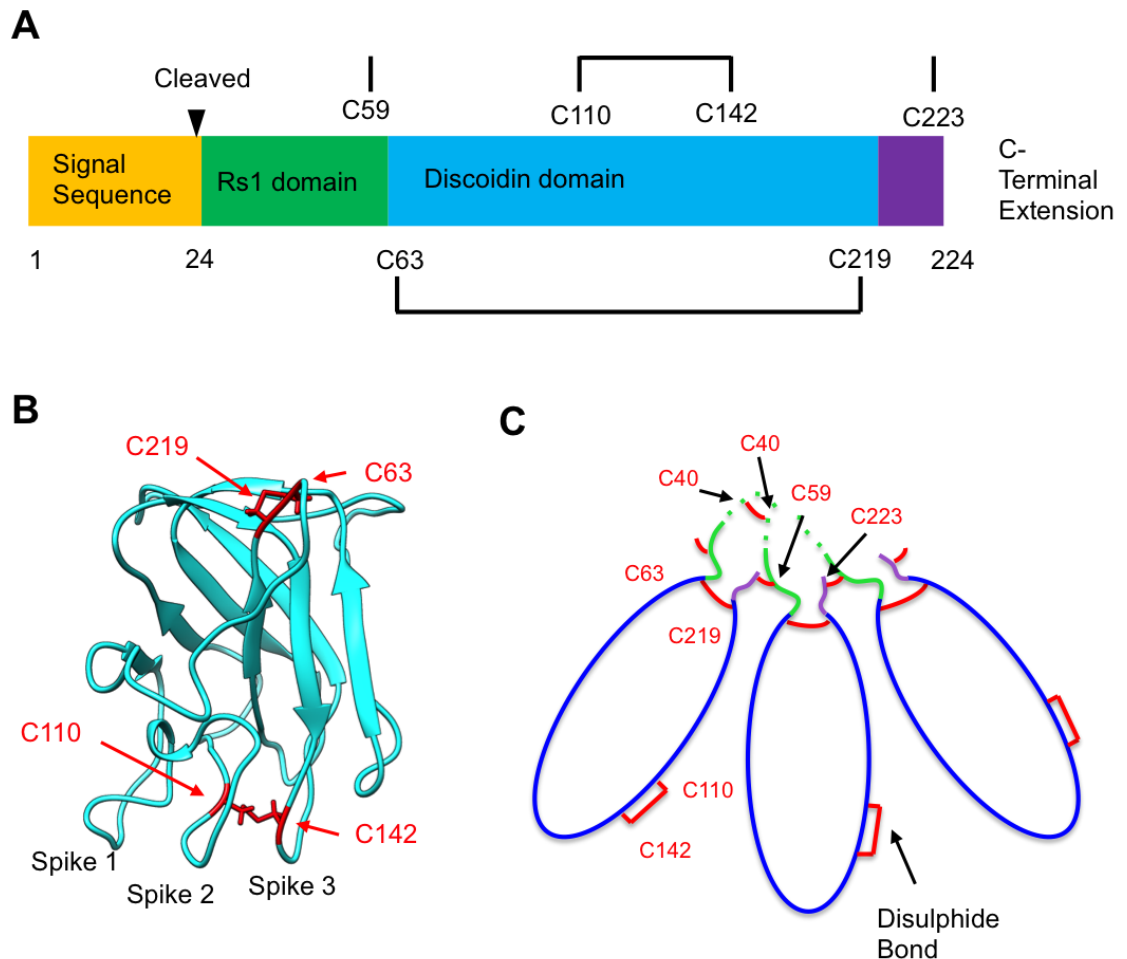 A
Cleaved
C59
C110
C142
C223
Signal
Sequence
Rs1 domain
Discoidin domain
C-
Terminal
Extension
1
24
C63
C219
224
B
C219
C63
C110
C142
Spike 1
Spike 2
Spike 3
C
C40
C40
C59
C223
C63
C219
C110
C142
Disulphide
Bond